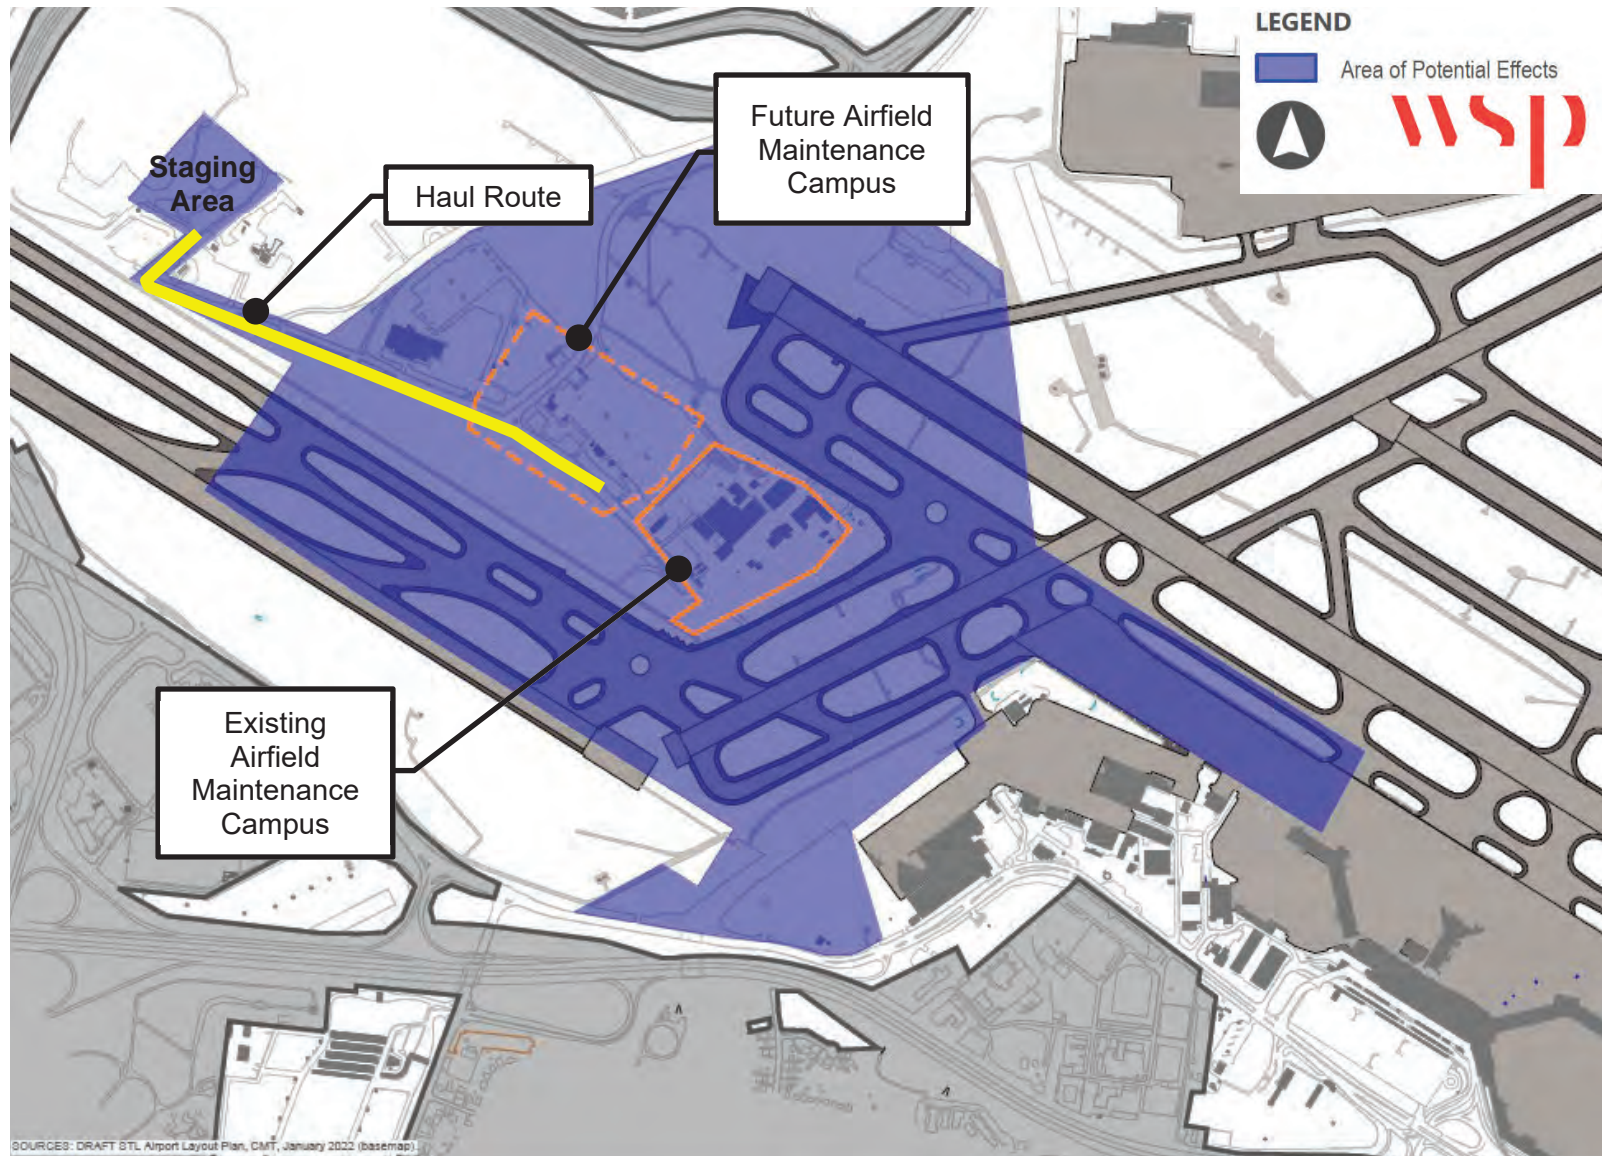 LEGEND
Area of Potential Effects
wsp
Future Airfield
Maintenance
Campus
Staging
Area
Haul Route
Existing
Airfield
Maintenance
Campus
SOURCES: DRAFT STL Airport Layout Plan, CMT, January 2022 (basemap).